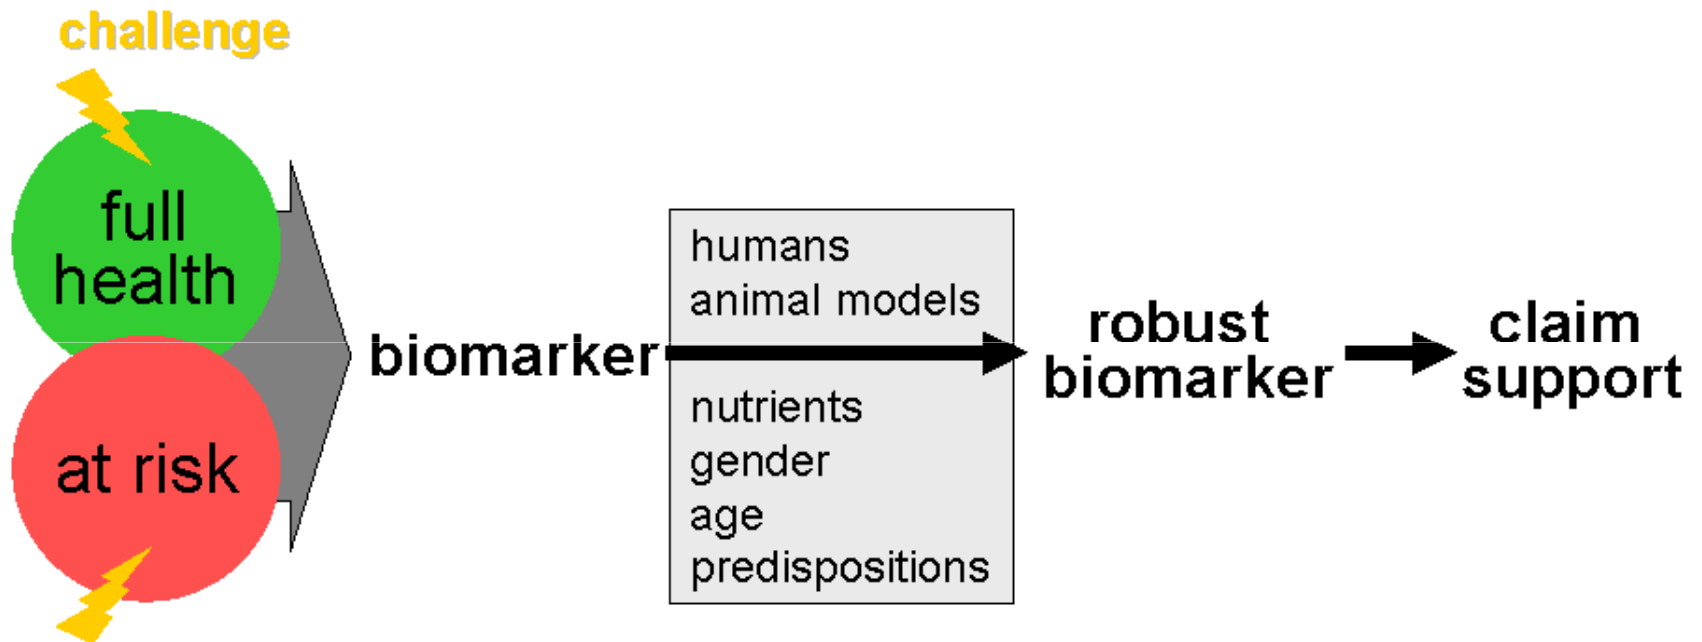 challenge
full
health
at risk
biomarker
humans
animal models
nutrients
gender
age
predispositions
robust
biomarker
claim
support